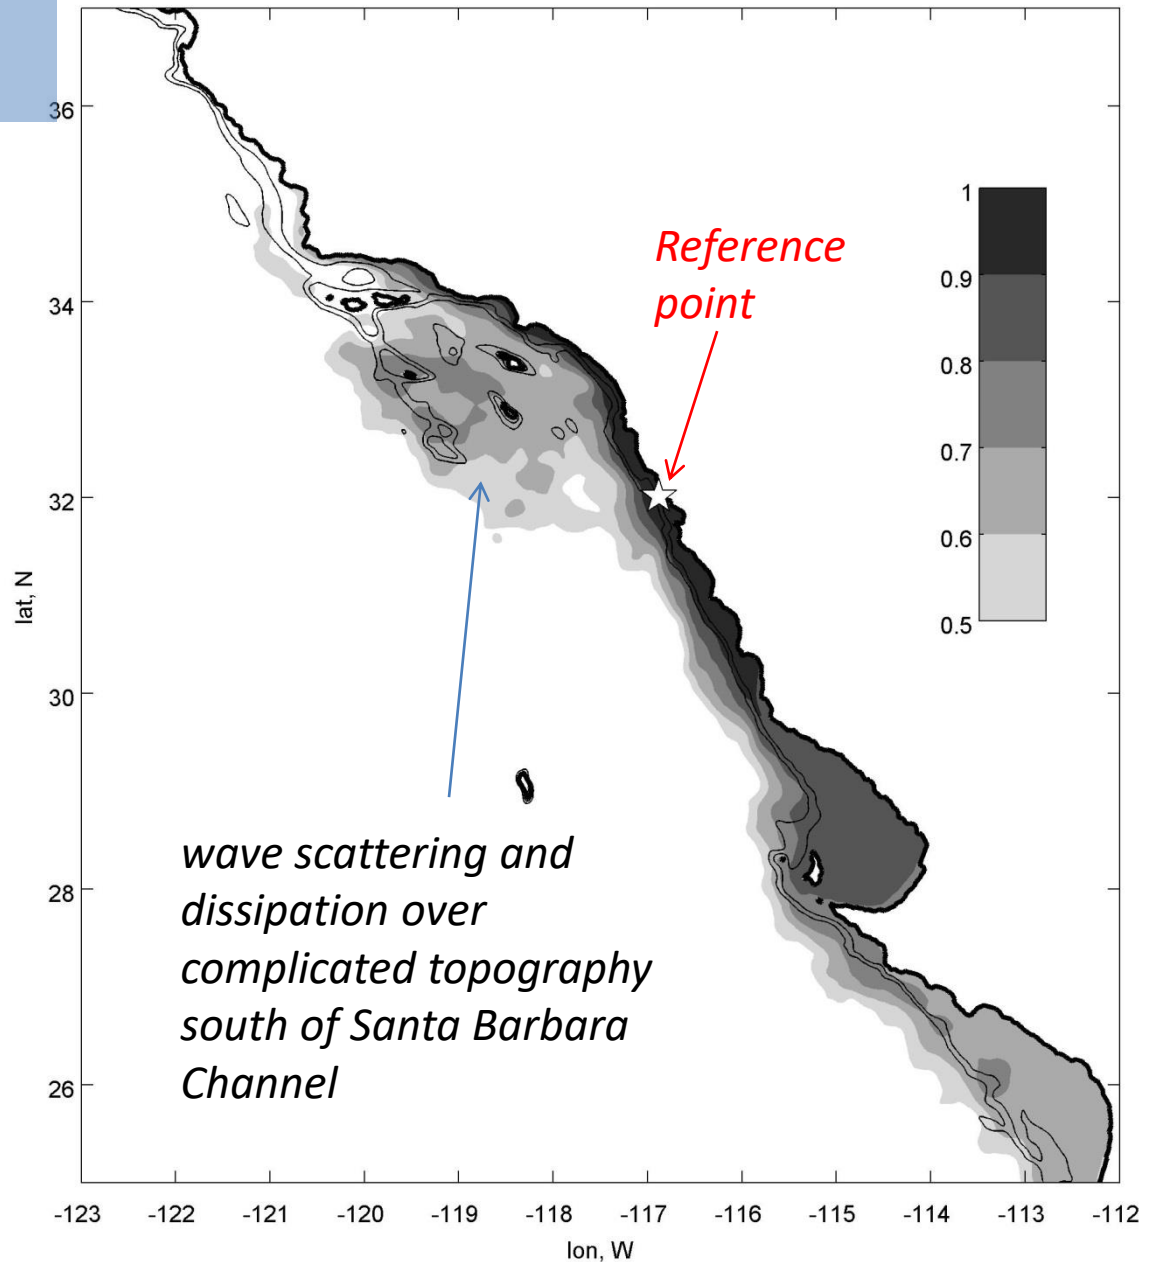 36
34
32
30
28
26
lat, N
-123
-122
-121
-120
-119
-118
-117
-116
-115
-114
-113
-112
lon, W
Reference
point
1
0.9
0.8
0.7
0.6
0.5
wave scattering and
dissipation over
complicated topography
south of Santa Barbara
Channel